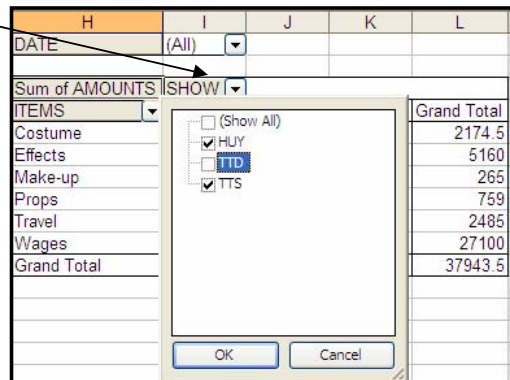 H I J K L
DATE (All)
Sum of AMOUNTS SHOW
ITEMS Grand Total
Costume 2174.5
Effects 5160
Make-up 265
Props 759
Travel 2485
Wages 27100
Grand Total 37943.5
(Show All)
HUY
TTD
TTS
OK Cancel